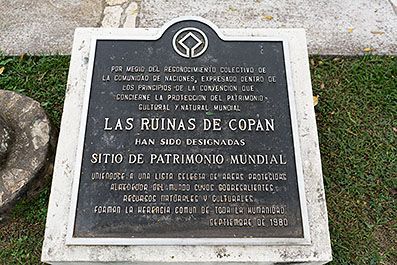 POR MEDIO DEL RECONOCIMIENTO COLECTIVO DE
LA COMUNIDAD DE NACIONES, EXPRESADO DENTRO DE
LOS PRINCIPIOS DE LA CONVENCION QUE
CONCIERNE LA PROTECCION DEL PATRIMONIO
CULTURAL Y NATURAL MUNDIAL
LAS RUINAS DE COPAN
HAN SIDO DESIGNADAS
SITIO DE PATRIMONIO MUNDIAL
UNIENDOSE A UNA LISTA SELECTA DE AREAS PROTEGIDAS
ALREDEDOR DEL MUNDO CUYOS SOBRESALIENTES
RECURSOS NATURALES Y CULTURALES
FORMAN LA HERENCIA COMUN DE TODA LA HUMANIDAD
SEPTIEMBRE DE 1980